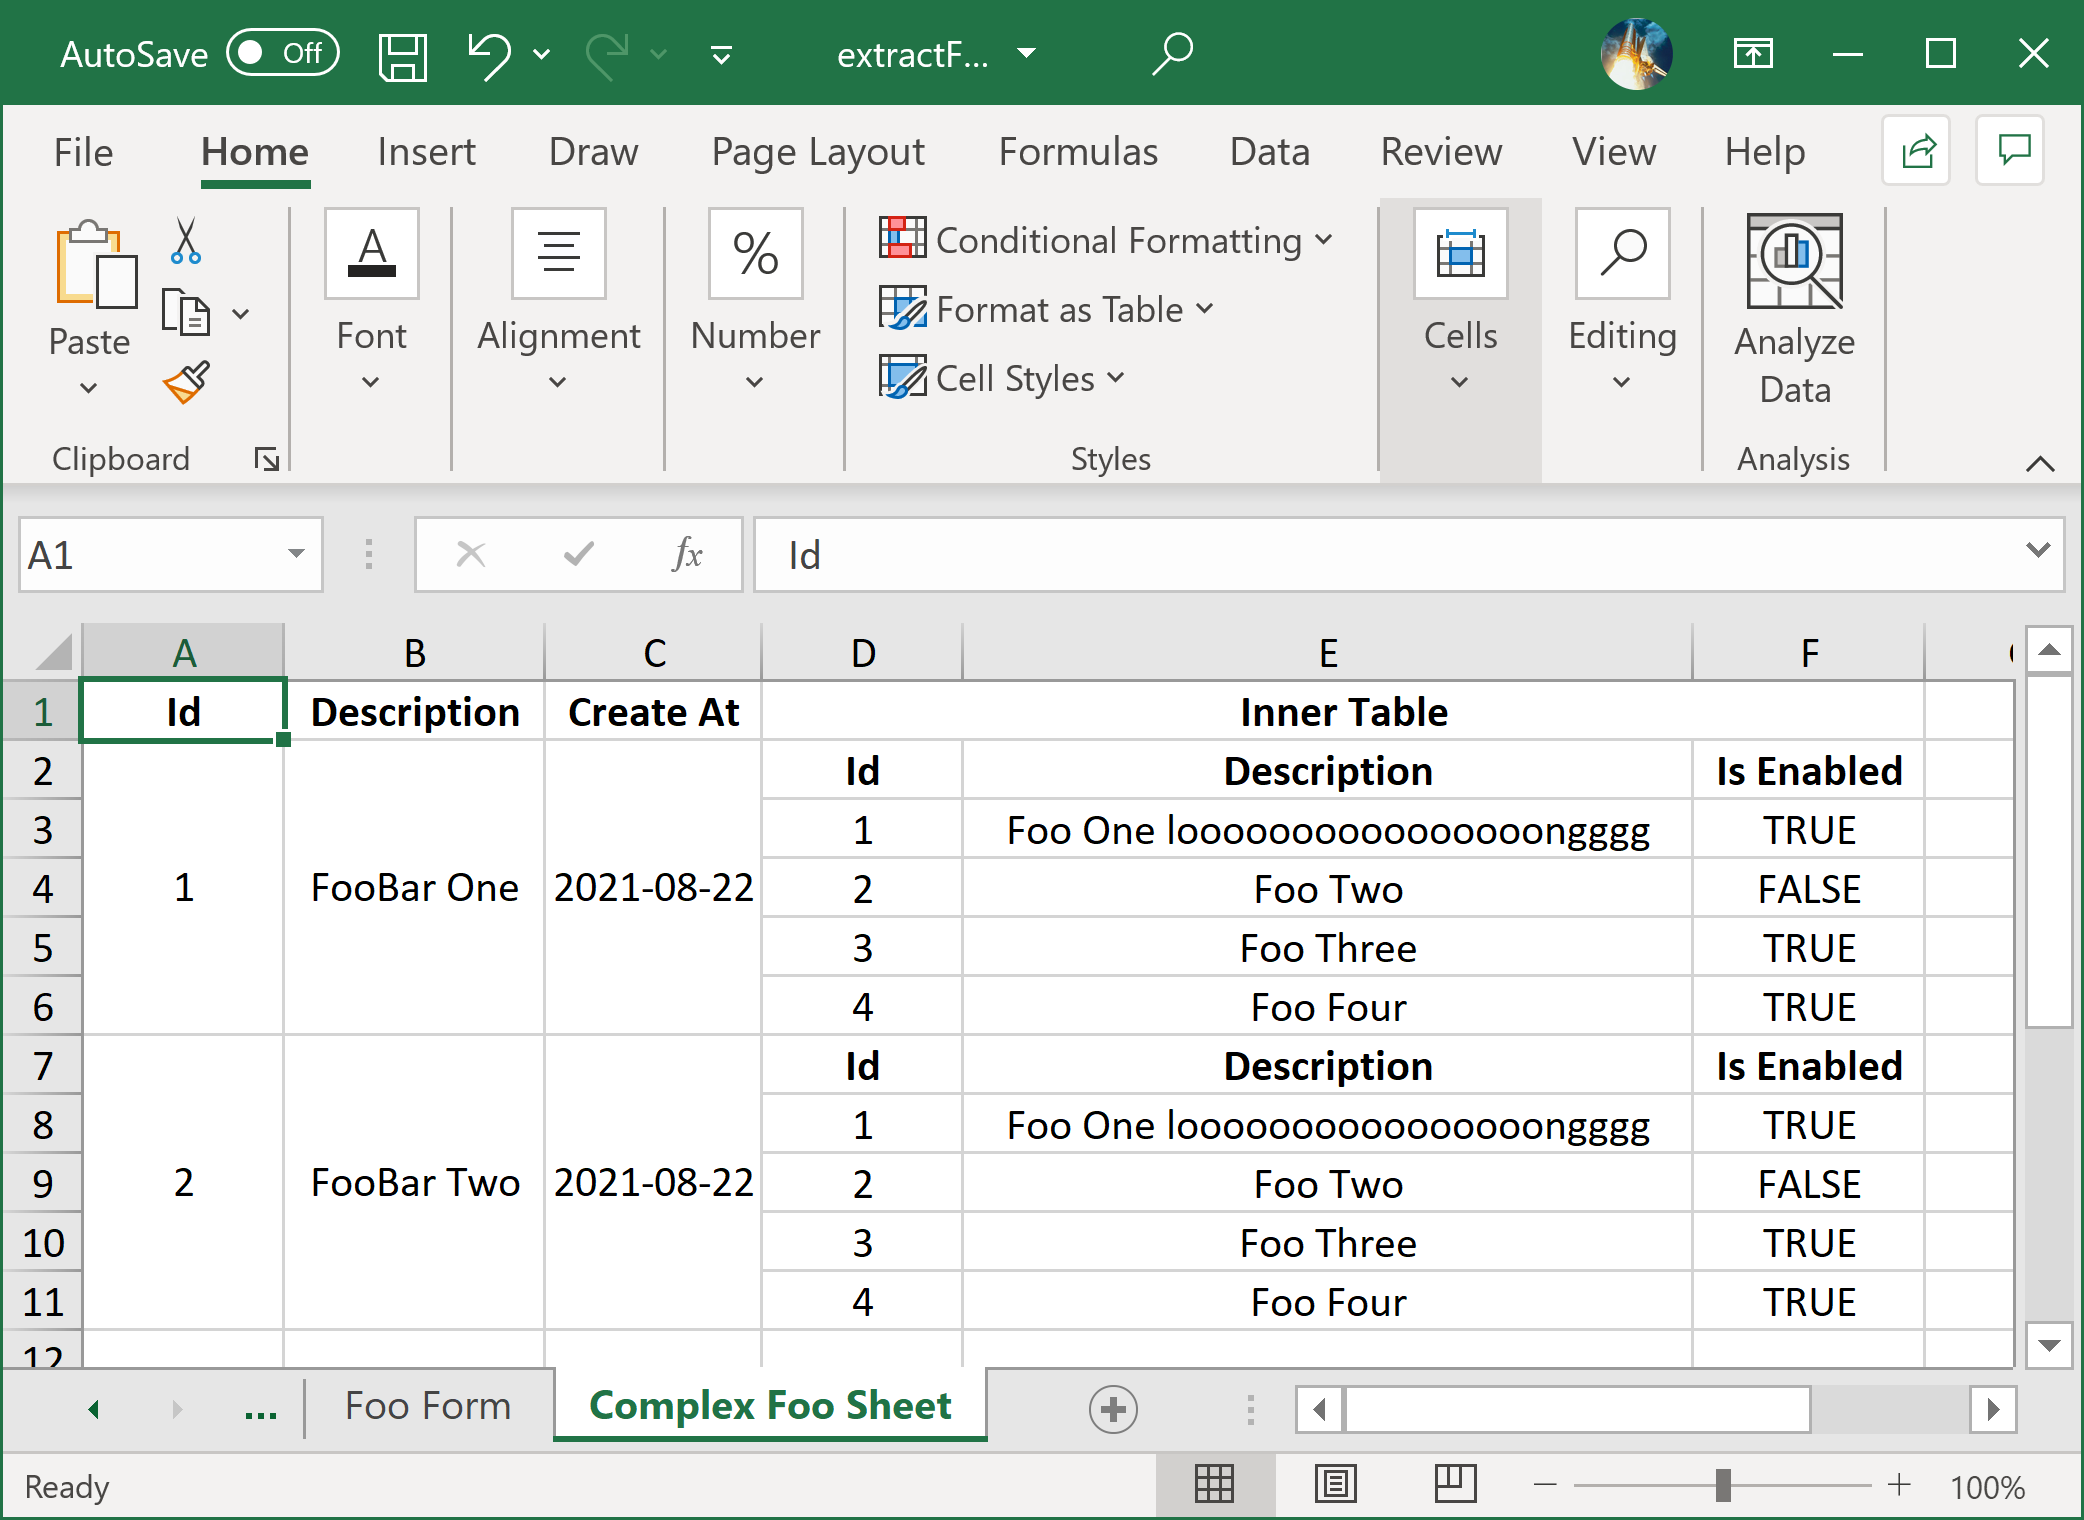 AutoSave Off extractF...
File Home Insert Draw Page Layout Formulas Data Review View Help
Paste
Clipboard
A
Font
Alignment
%
Number
Conditional Formatting
Format as Table
Cell Styles
Styles
Cells
Editing
Analyze
Data
Analysis
A1 fx Id
A B C D E F
1 Id Description Create At Inner Table
2 Id Description Is Enabled
3 1 Foo One looooooooooooooooongggg TRUE
4 1 FooBar One 2021-08-22 2 Foo Two FALSE
5 3 Foo Three TRUE
6 4 Foo Four TRUE
7 Id Description Is Enabled
8 1 Foo One looooooooooooooooongggg TRUE
9 2 FooBar Two 2021-08-22 2 Foo Two FALSE
10 3 Foo Three TRUE
11 4 Foo Four TRUE
12
... Foo Form Complex Foo Sheet
Ready 100%